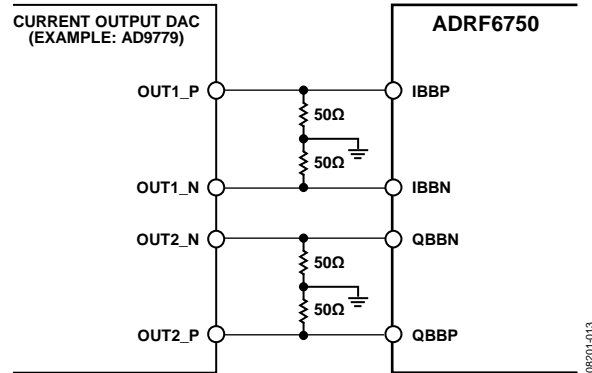 CURRENT OUTPUT DAC
(EXAMPLE: AD9779)
ADRF6750
OUT1_P
IBBP
50Ω
50Ω
OUT1_N
IBBN
OUT2_N
QBBN
50Ω
50Ω
OUT2_P
QBBP
08201-013